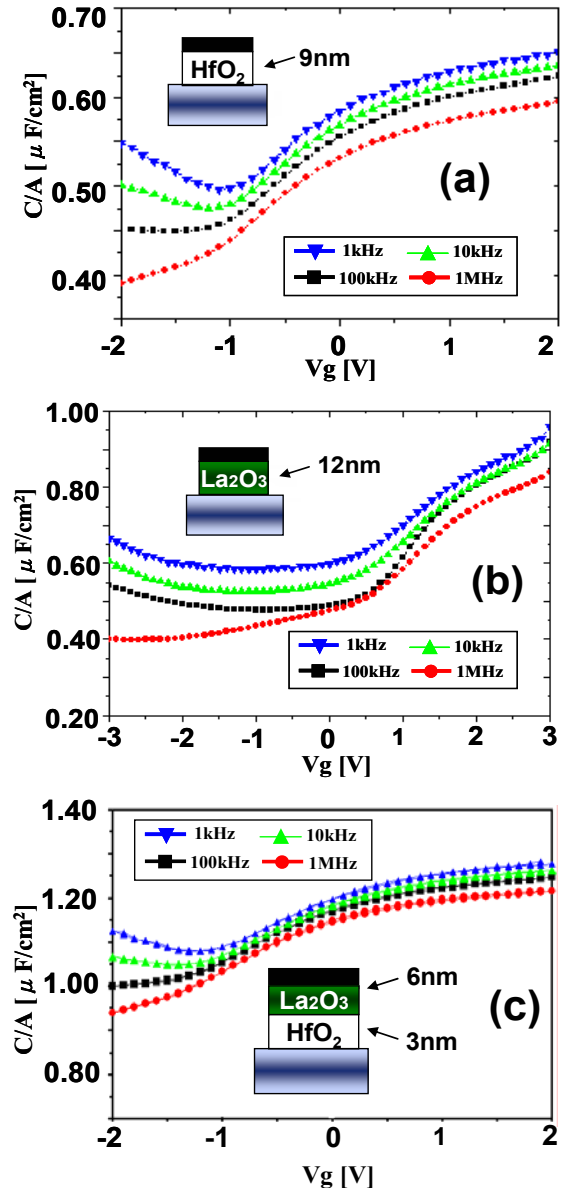 0.70
0.60
0.50
0.40
C/A [ μ F/cm²]
HfO₂
9nm
(a)
1kHz 10kHz
100kHz 1MHz
-2 -1 0 1 2
Vg [V]
1.00
0.80
0.60
0.40
0.20
C/A [ μ F/cm²]
La₂O₃
12nm
(b)
1kHz 10kHz
100kHz 1MHz
-3 -2 -1 0 1 2 3
Vg [V]
1.40
1.20
1.00
0.80
C/A [ μ F/cm²]
1kHz 10kHz
100kHz 1MHz
La₂O₃
6nm
HfO₂
3nm
(c)
-2 -1 0 1 2
Vg [V]